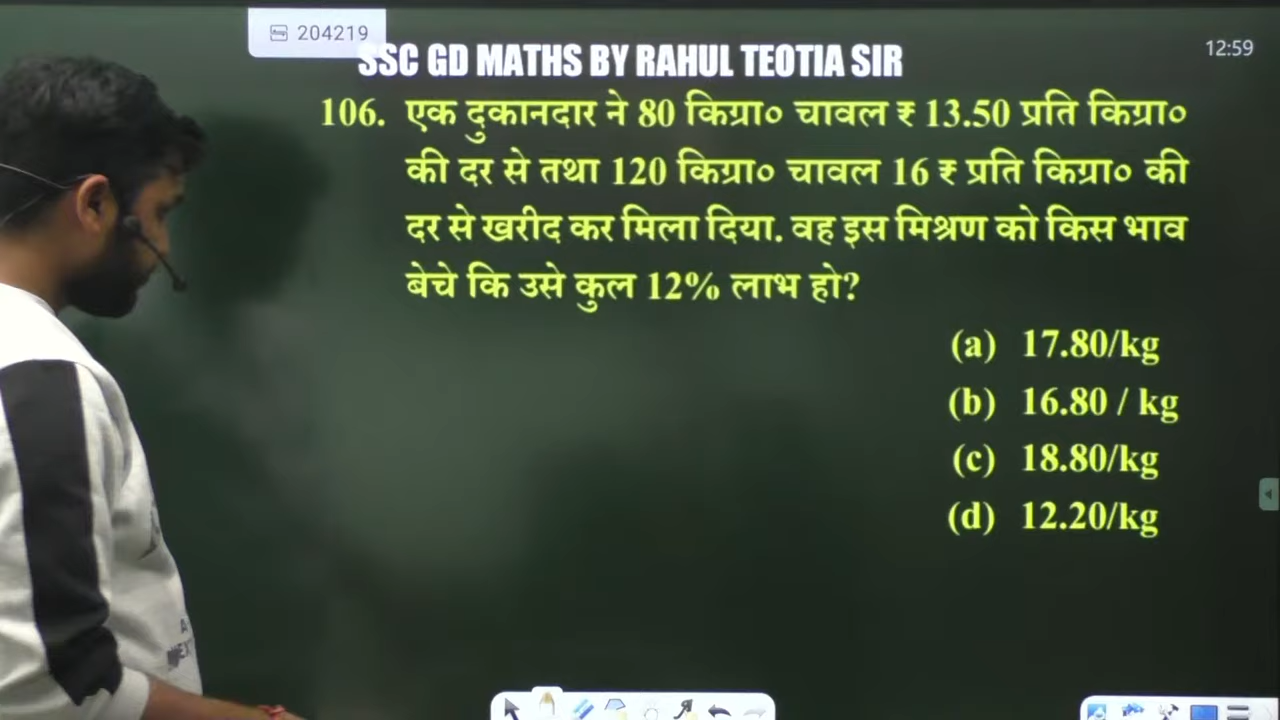 204219
SSC GD MATHS BY RAHUL TEOTIA SIR
12:59
106. एक दुकानदार ने 80 किग्रा० चावल ₹ 13.50 प्रति किग्रा०
की दर से तथा 120 किग्रा० चावल 16 ₹ प्रति किग्रा० की
दर से खरीद कर मिला दिया. वह इस मिश्रण को किस भाव
बेचे कि उसे कुल 12% लाभ हो?
(a) 17.80/kg
(b) 16.80 / kg
(c) 18.80/kg
(d) 12.20/kg